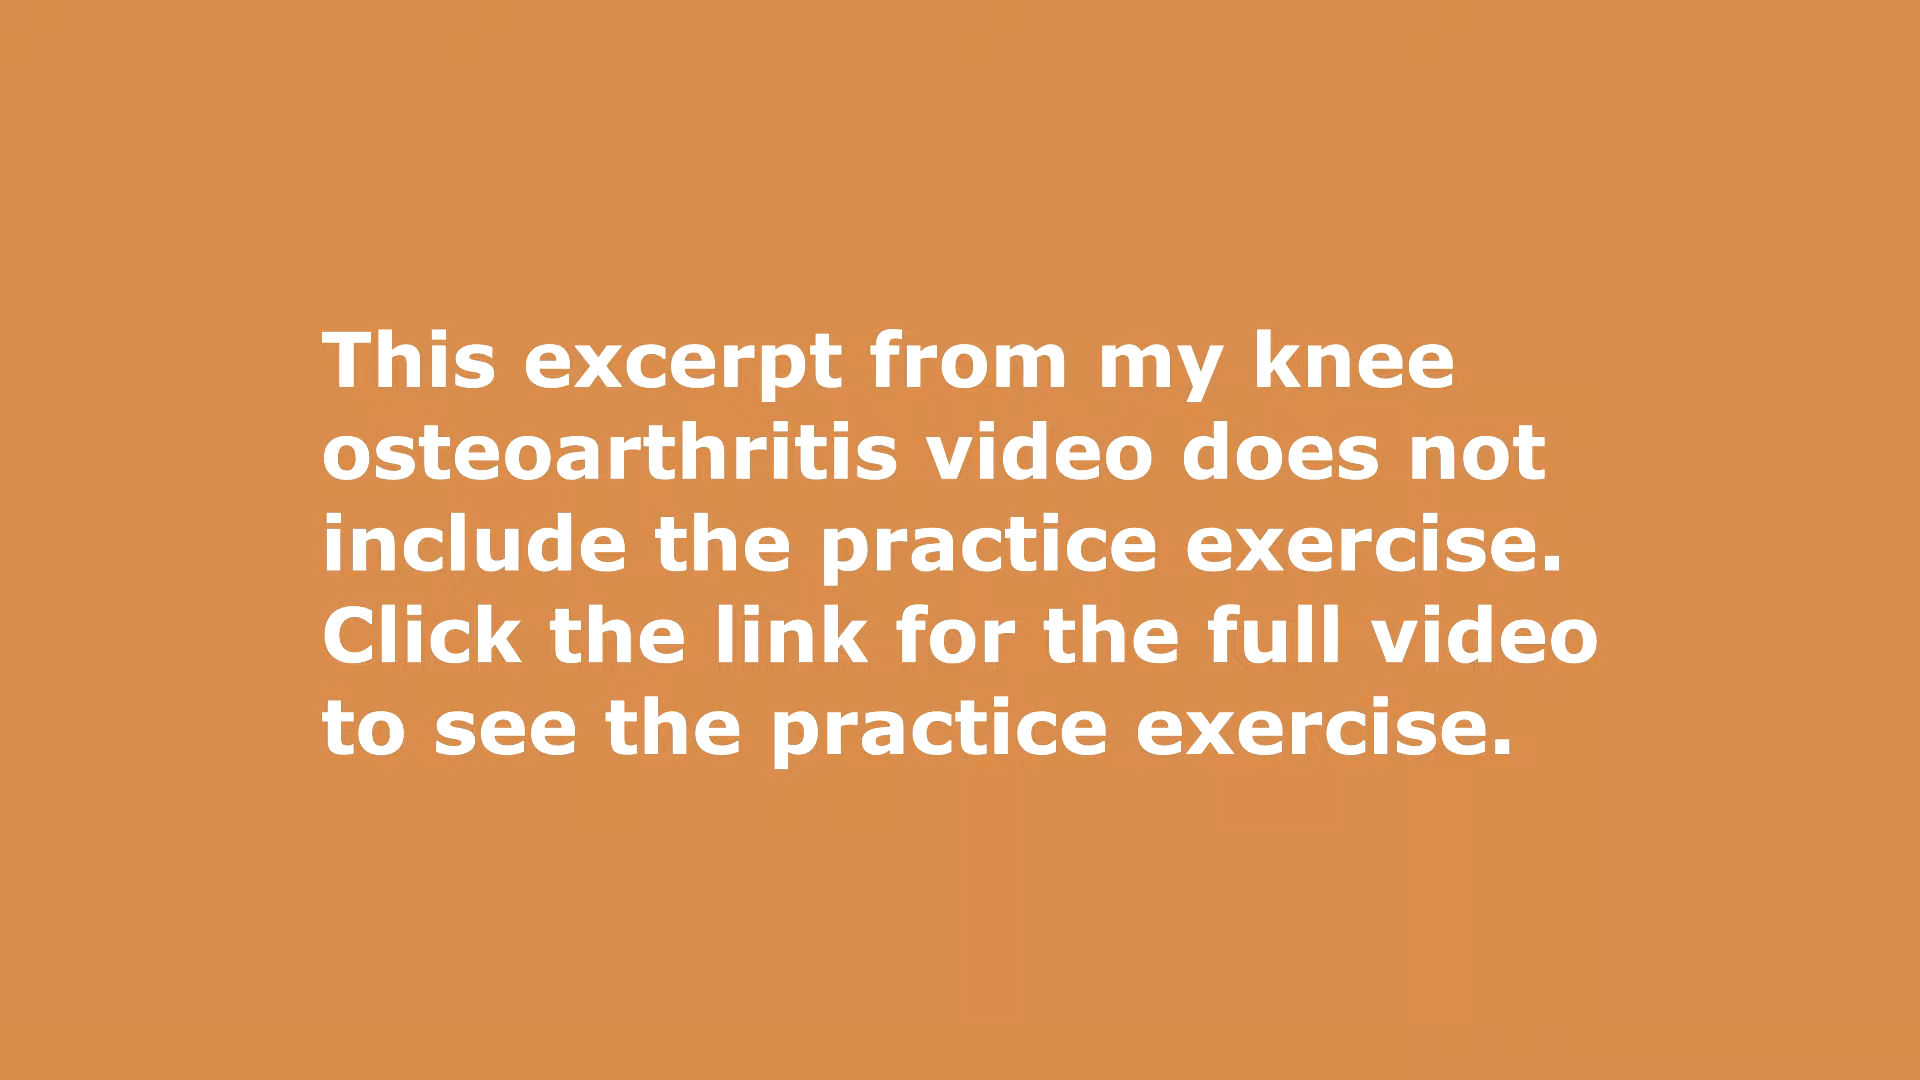 This excerpt from my knee
osteoarthritis video does not
include the practice exercise.
Click the link for the full video
to see the practice exercise.